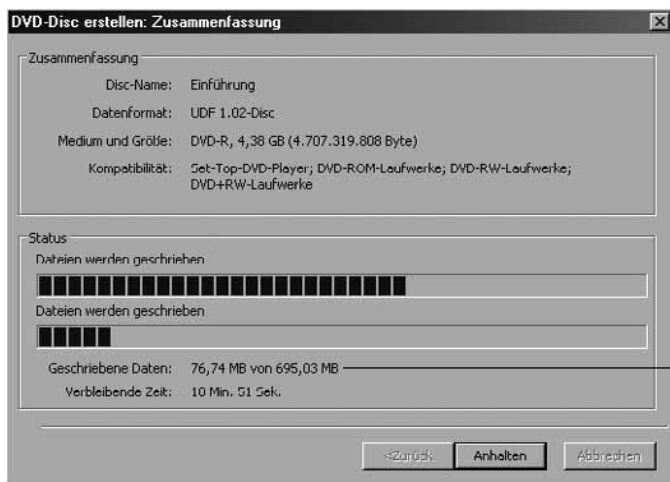 DVD-Disc erstellen: Zusammenfassung
Zusammenfassung
Disc-Name: Einführung
Datenformat: UDF 1.02-Disc
Medium und Größe: DVD-R, 4,38 GB (4.707.319.808 Byte)
Kompatibilität: Set-Top-DVD-Player; DVD-ROM-Laufwerke; DVD-RW-Laufwerke;
DVD+RW-Laufwerke
Status
Dateien werden geschrieben
Dateien werden geschrieben
Geschriebene Daten: 76,74 MB von 695,03 MB
Verbleibende Zeit: 10 Min. 51 Sek.
<Zurück Anhalten Abbrechen